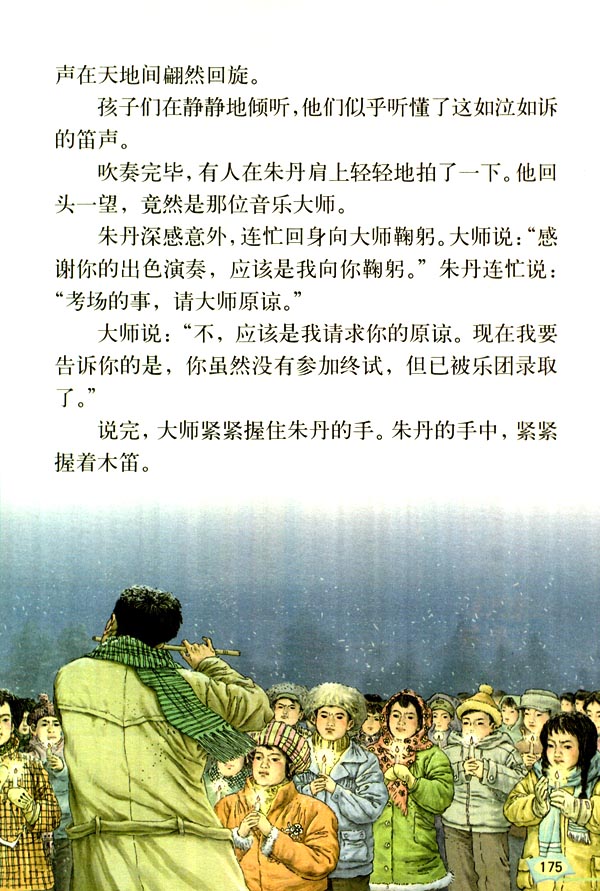 声在天地间翩然回旋。
孩子们在静静地倾听，他们似乎听懂了这如泣如诉
的笛声。
吹奏完毕，有人在朱丹肩上轻轻地拍了一下。他回
头一望，竟然是那位音乐大师。
朱丹深感意外，连忙回身向大师鞠躬。大师说：“感
谢你的出色演奏，应该是我向你鞠躬。”朱丹连忙说：
“考场的事，请大师原谅。”
大师说：“不，应该是我请求你的原谅。现在我要
告诉你的是，你虽然没有参加终试，但已被乐团录取
了。”
说完，大师紧紧握住朱丹的手。朱丹的手中，紧紧
握着木笛。
175